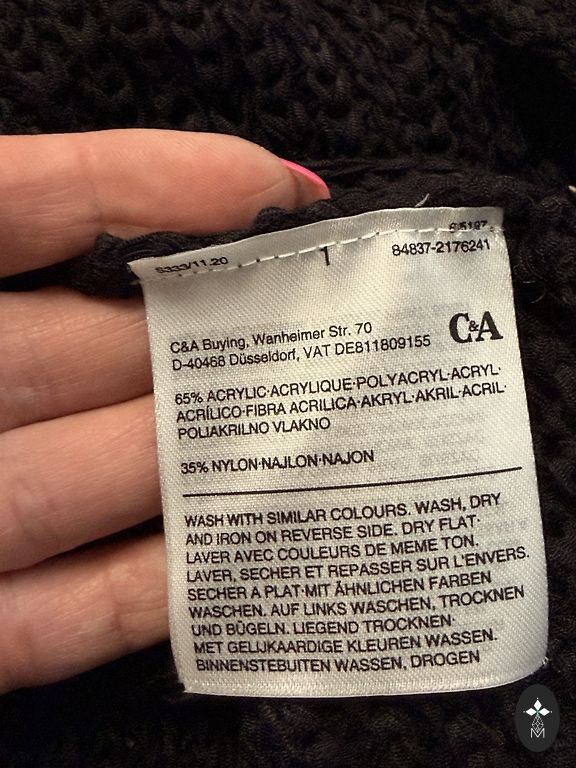 S333/11.20
1
84837-2176241
C&A Buying, Wanheimer Str. 70
D-40468 Düsseldorf, VAT DE811809155
C&A
65% ACRYLIC·ACRYLIQUE·POLYACRYL·ACRYL·
ACRÍLICO·FIBRA ACRILICA·AKRYL·AKRIL·ACRIL·
POLIAKRILNO VLAKNO
35% NYLON·NAJLON·NAJON
WASH WITH SIMILAR COLOURS. WASH, DRY
AND IRON ON REVERSE SIDE. DRY FLAT·
LAVER AVEC COULEURS DE MEME TON.
LAVER, SECHER ET REPASSER SUR L'ENVERS.
SECHER A PLAT·MIT ÄHNLICHEN FARBEN
WASCHEN. AUF LINKS WASCHEN, TROCKNEN
UND BÜGELN. LIEGEND TROCKNEN·
MET GELIJKAARDIGE KLEUREN WASSEN.
BINNENSTEBUITEN WASSEN, DROGEN
M